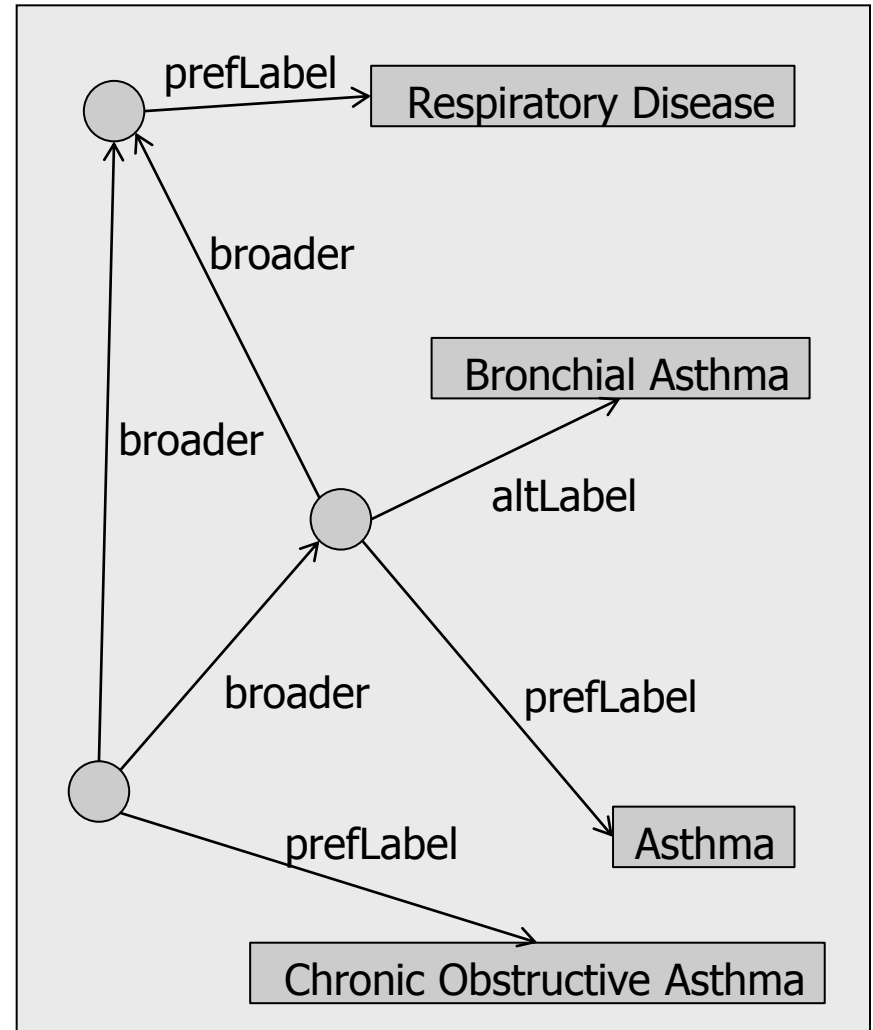 prefLabel
Respiratory Disease
broader
Bronchial Asthma
broader
altLabel
broader
prefLabel
prefLabel
Asthma
Chronic Obstructive Asthma